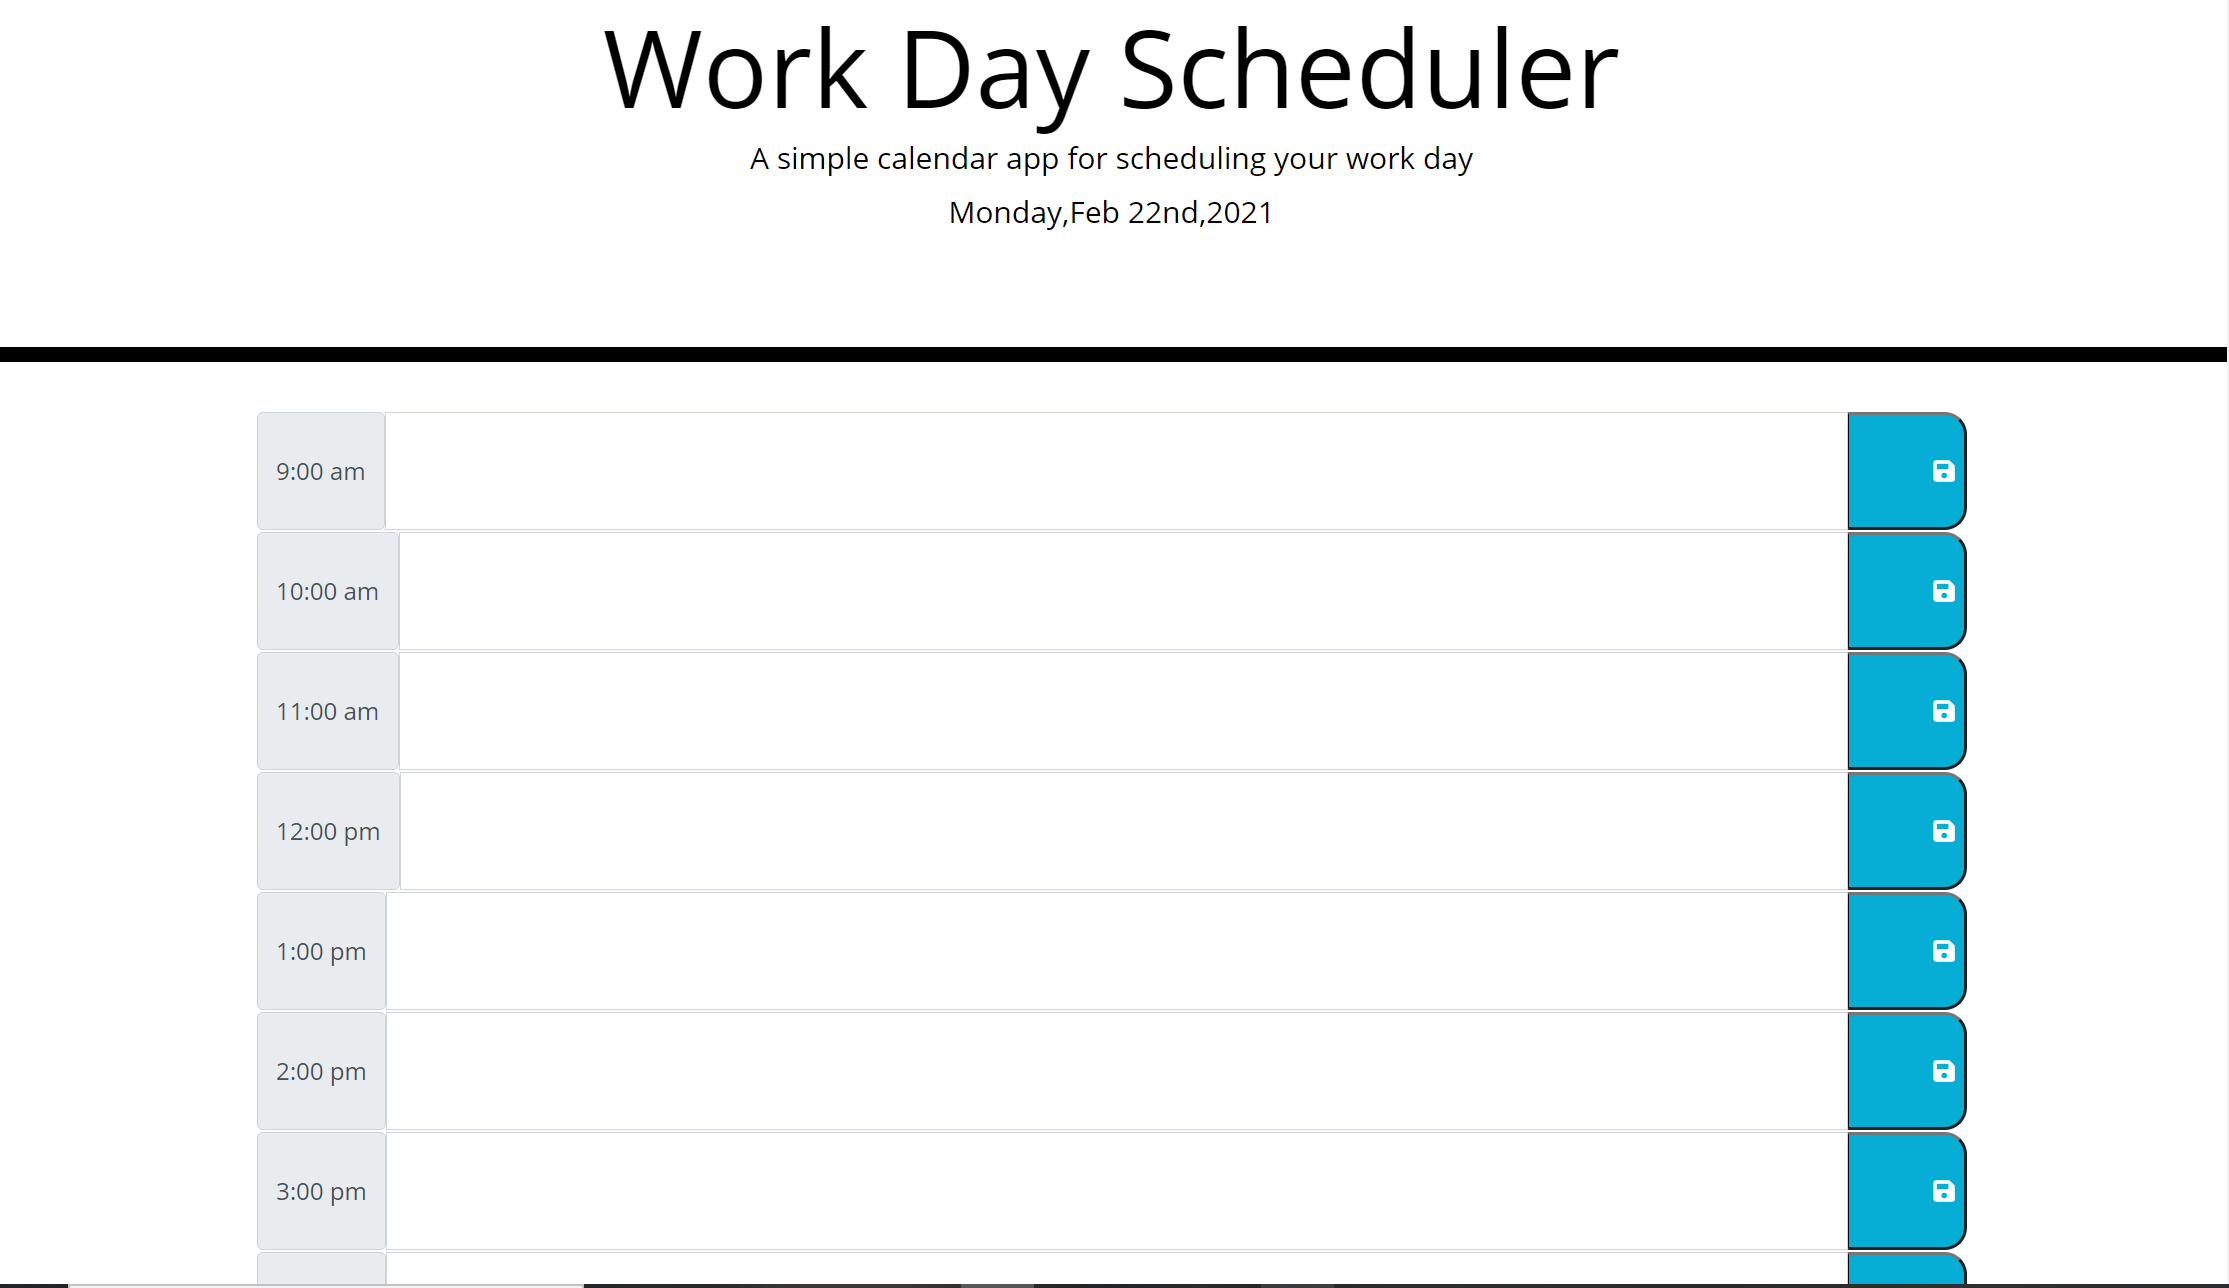 Work Day Scheduler
A simple calendar app for scheduling your work day
Monday,Feb 22nd,2021
9:00 am
10:00 am
11:00 am
12:00 pm
1:00 pm
2:00 pm
3:00 pm